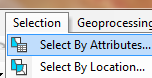 Selection Geoprocessing
Select By Attributes...
Select By Location...